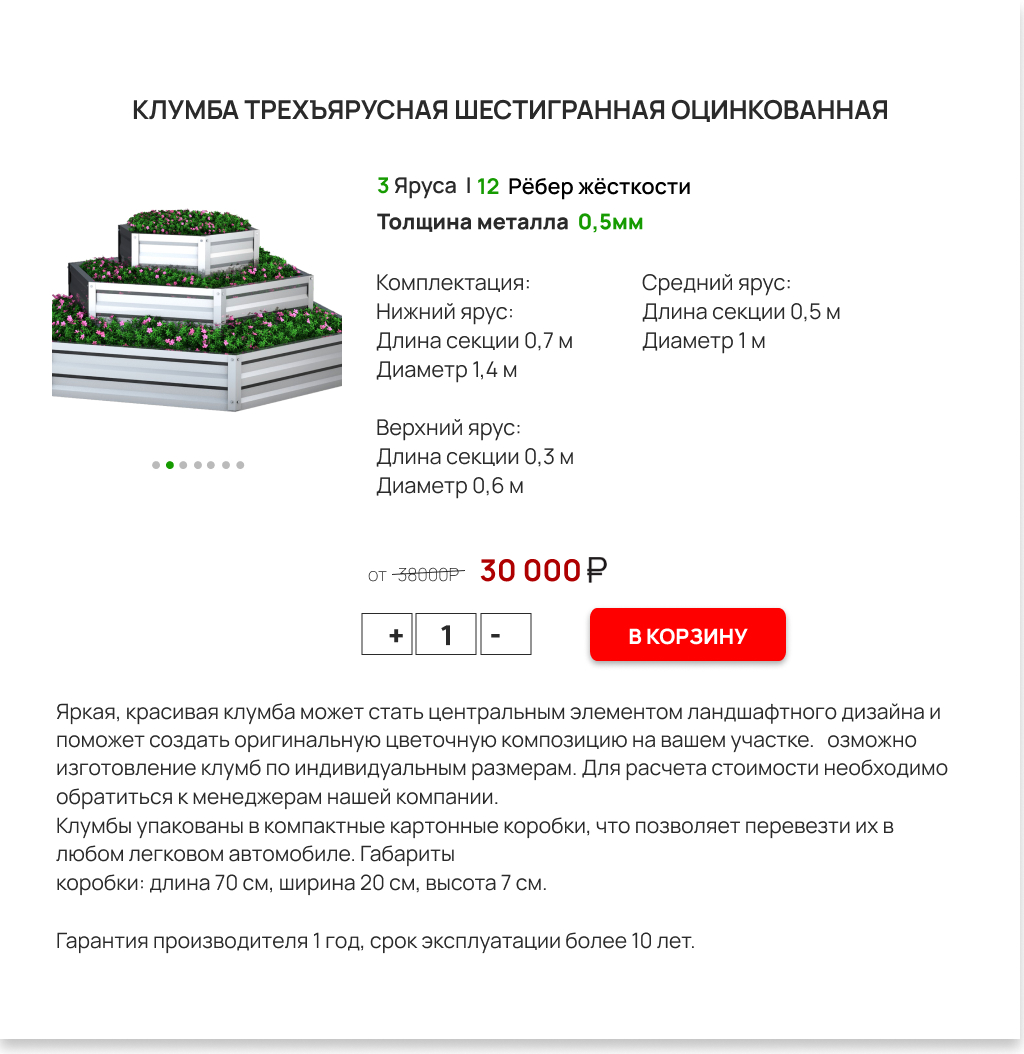 КЛУМБА ТРЕХЪЯРУСНАЯ ШЕСТИГРАННАЯ ОЦИНКОВАННАЯ
3 Яруса | 12 Рёбер жёсткости
Толщина металла 0,5мм
Комплектация:
Нижний ярус:
Длина секции 0,7 м
Диаметр 1,4 м
Средний ярус:
Длина секции 0,5 м
Диаметр 1 м
Верхний ярус:
Длина секции 0,3 м
Диаметр 0,6 м
от 38000₽ 30 000 ₽
+ 1 -
В КОРЗИНУ
Яркая, красивая клумба может стать центральным элементом ландшафтного дизайна и
поможет создать оригинальную цветочную композицию на вашем участке. озможно
изготовление клумб по индивидуальным размерам. Для расчета стоимости необходимо
обратиться к менеджерам нашей компании.
Клумбы упакованы в компактные картонные коробки, что позволяет перевезти их в
любом легковом автомобиле. Габариты
коробки: длина 70 см, ширина 20 см, высота 7 см.
Гарантия производителя 1 год, срок эксплуатации более 10 лет.